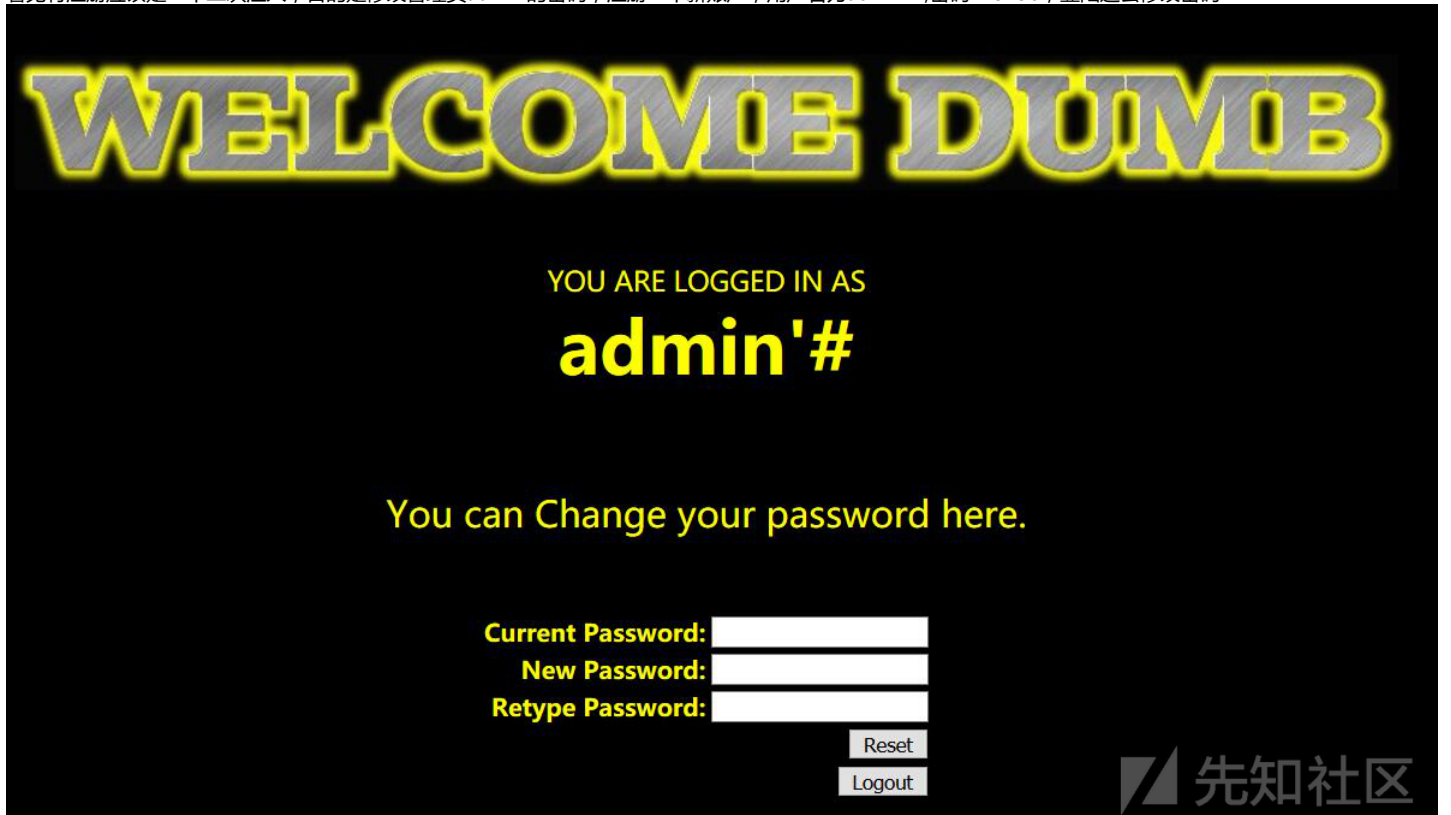 WELCOME DUMB
YOU ARE LOGGED IN AS
admin'#
You can Change your password here.
Current Password:
New Password:
Retype Password:
Reset
Logout
先知社区